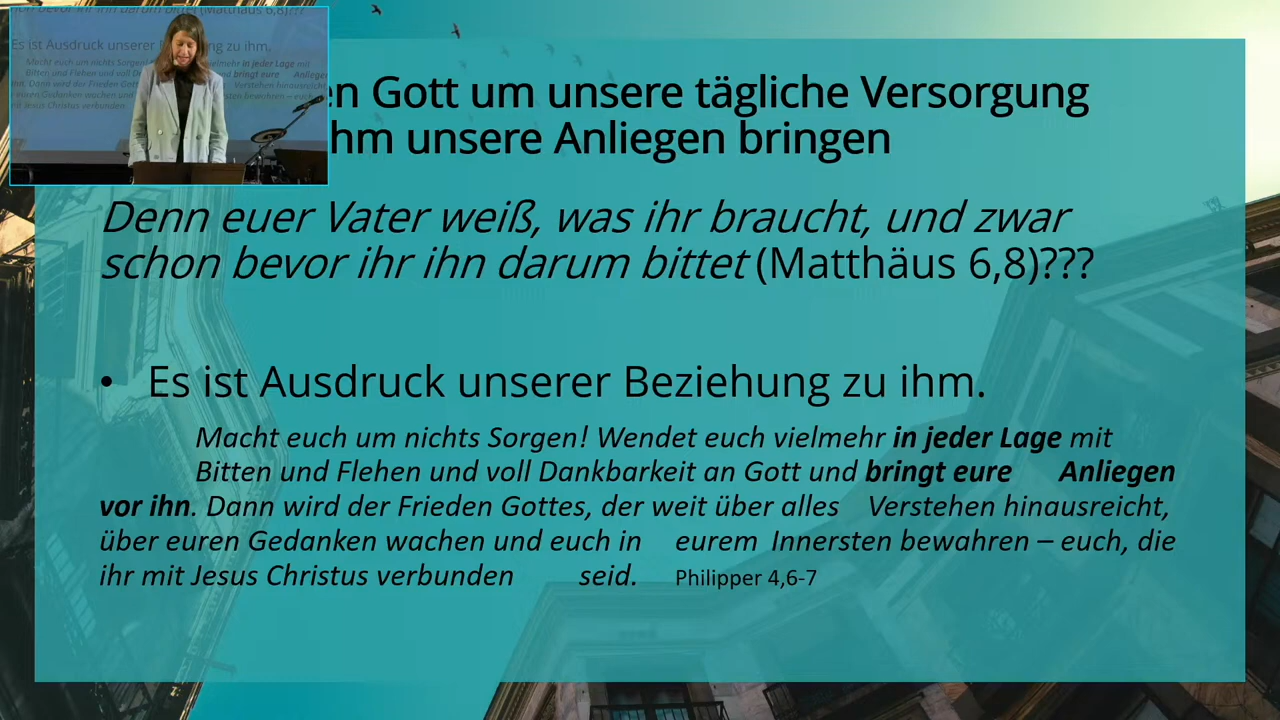 en Gott um unsere tägliche Versorgung
hm unsere Anliegen bringen
Denn euer Vater weiß, was ihr braucht, und zwar
schon bevor ihr ihn darum bittet (Matthäus 6,8)???
• Es ist Ausdruck unserer Beziehung zu ihm.
Macht euch um nichts Sorgen! Wendet euch vielmehr in jeder Lage mit
Bitten und Flehen und voll Dankbarkeit an Gott und bringt eure Anliegen
vor ihn. Dann wird der Frieden Gottes, der weit über alles Verstehen hinausreicht,
über euren Gedanken wachen und euch in eurem Innersten bewahren – euch, die
ihr mit Jesus Christus verbunden seid. Philipper 4,6-7